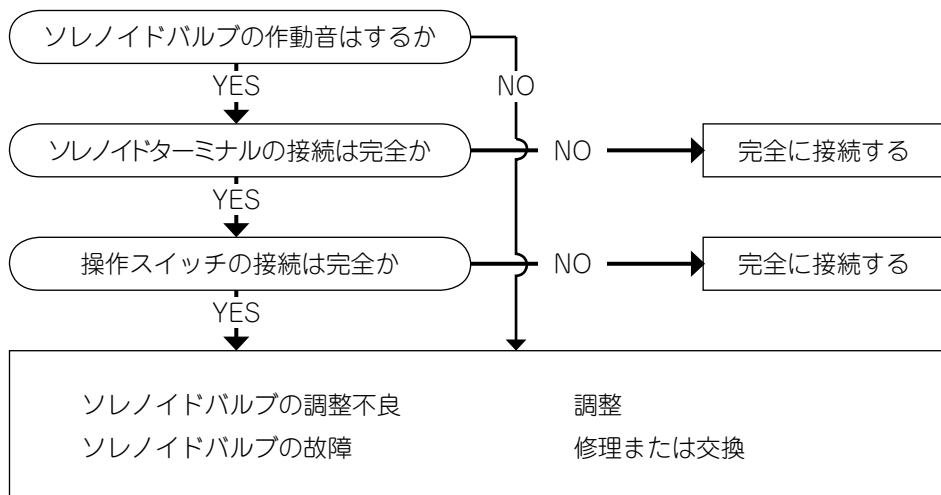 ソレノイドバルブの作動音はするか
YES
NO
ソレノイドターミナルの接続は完全か
NO
完全に接続する
YES
操作スイッチの接続は完全か
NO
完全に接続する
YES
ソレノイドバルブの調整不良
調整
ソレノイドバルブの故障
修理または交換